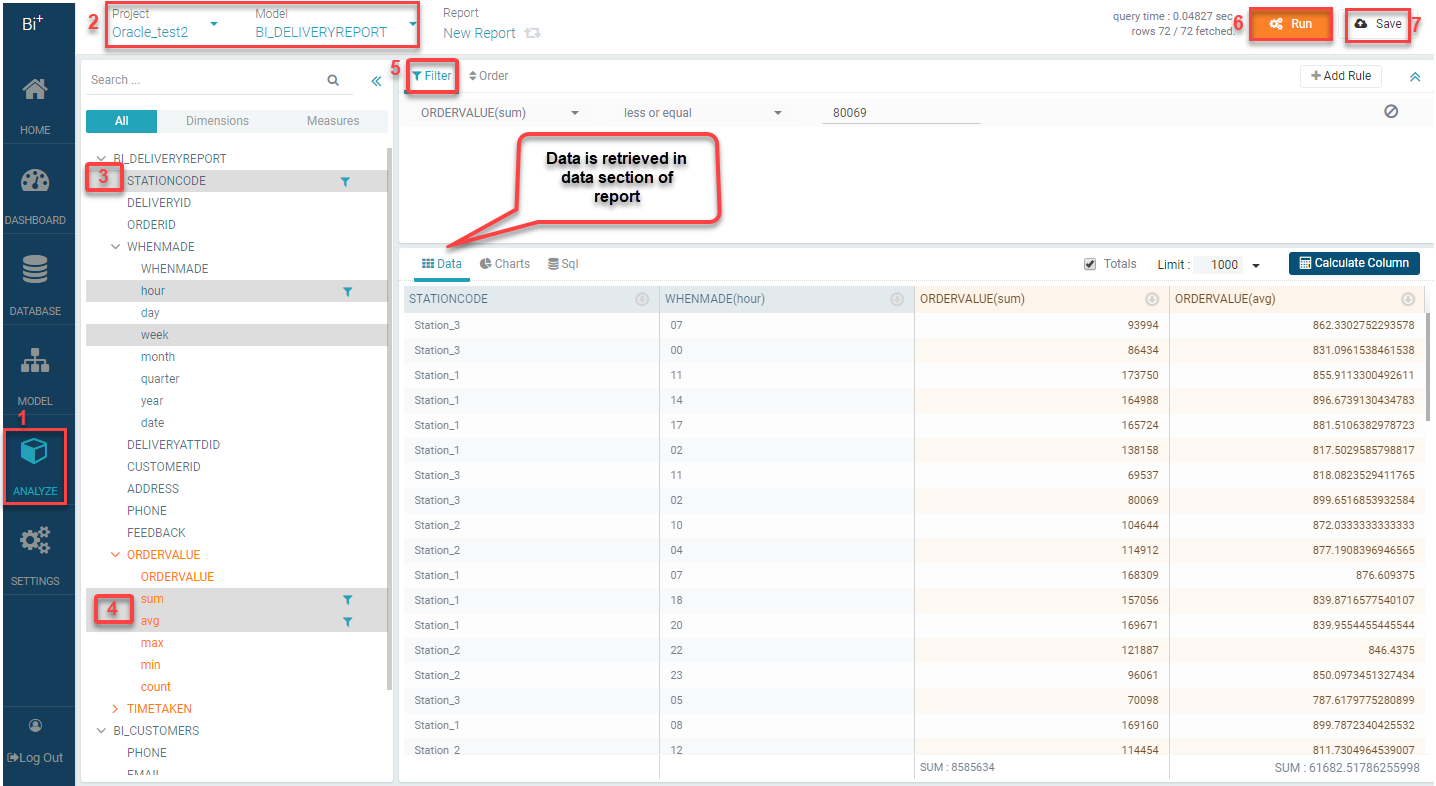 Bi+
HOME
DASHBOARD
DATABASE
MODEL
1
ANALYZE
SETTINGS
Log Out
2
Project
Oracle_test2
Model
BI_DELIVERYREPORT
Report
New Report
query time : 0.04827 sec
rows 72 / 72 fetched.
6
Run
Save
7
Search ...
All Dimensions Measures
BI_DELIVERYREPORT
3
STATIONCODE
DELIVERYID
ORDERID
WHENMADE
WHENMADE
hour
day
week
month
quarter
year
date
DELIVERYATTDID
CUSTOMERID
ADDRESS
PHONE
FEEDBACK
ORDERVALUE
ORDERVALUE
sum
4
avg
max
min
count
TIMETAKEN
BI_CUSTOMERS
PHONE
EMAIL
5
Filter Order
Add Rule
ORDERVALUE(sum) less or equal 80069
Data is retrieved in
data section of
report
Data Charts Sql
Totals Limit : 1000 Calculate Column
STATIONCODE WHENMADE(hour) ORDERVALUE(sum) ORDERVALUE(avg)
Station_3 07 93994 862.3302752293578
Station_3 00 86434 831.0961538461538
Station_1 11 173750 855.9113300492611
Station_1 14 164988 896.6739130434783
Station_1 17 165724 881.5106382978723
Station_1 02 138158 817.5029585798817
Station_3 11 69537 818.0823529411765
Station_3 02 80069 899.6516853932584
Station_2 10 104644 872.0333333333333
Station_2 04 114912 877.1908396946565
Station_1 07 168309 876.609375
Station_1 18 157056 839.8716577540107
Station_1 20 169671 839.9554455445544
Station_2 22 121887 846.4375
Station_2 23 96061 850.0973451327434
Station_3 05 70098 787.6179775280899
Station_1 08 169160 899.7872340425532
Station_2 12 114454 811.7304964539007
SUM : 8585634 SUM : 61682.51786255998